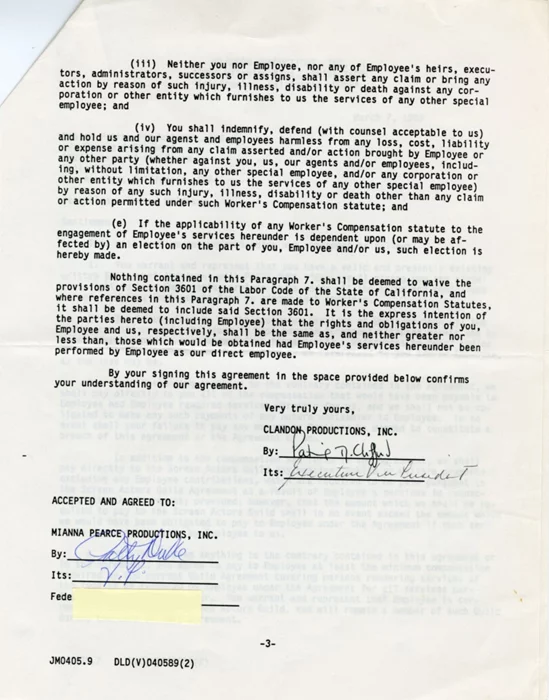 (iii) Neither you nor Employee, nor any of Employee's heirs, execu-
tors, administrators, successors or assigns, shall assert any claim or bring any
action by reason of such injury, illness, disability or death against any cor-
poration or other entity which furnishes to us the services of any other special
employee; and
(iv) You shall indemnify, defend (with counsel acceptable to us)
and hold us and our agenst and employees harmless from any loss, cost, liability
or expense arising from any claim asserted and/or action brought by Employee or
any other party (whether against you, us, our agents and/or employees, includ-
ing, without limitation, any other special employee, and/or any corporation or
other entity which furnishes to us the services of any other special employee)
by reason of any such injury, illness, disability or death other than any claim
or action permitted under such Worker's Compensation statute; and
(e) If the applicability of any Worker's Compensation statute to the
engagement of Employee's services hereunder is dependent upon (or may be af-
fected by) an election on the part of you, Employee and/or us, such election is
hereby made.
Nothing contained in this Paragraph 7. shall be deemed to waive the
provisions of Section 3601 of the Labor Code of the State of California, and
where references in this Paragraph 7. are made to Worker's Compensation Statutes,
it shall be deemed to include said Section 3601. It is the express intention of
the parties hereto (including Employee) that the rights and obligations of you,
Employee and us, respectively, shall be the same as, and neither greater nor
less than, those which would be obtained had Employee's services hereunder been
performed by Employee as our direct employee.
By your signing this agreement in the space provided below confirms
your understanding of our agreement.
Very truly yours,
CLANDON PRODUCTIONS, INC.
By:
Its: Executive Vice President
ACCEPTED AND AGREED TO:
MIANNA PEARCE PRODUCTIONS, INC.
By:
Its: V.P.
Fede
-3-
JM0405.9 DLD(V)040589(2)